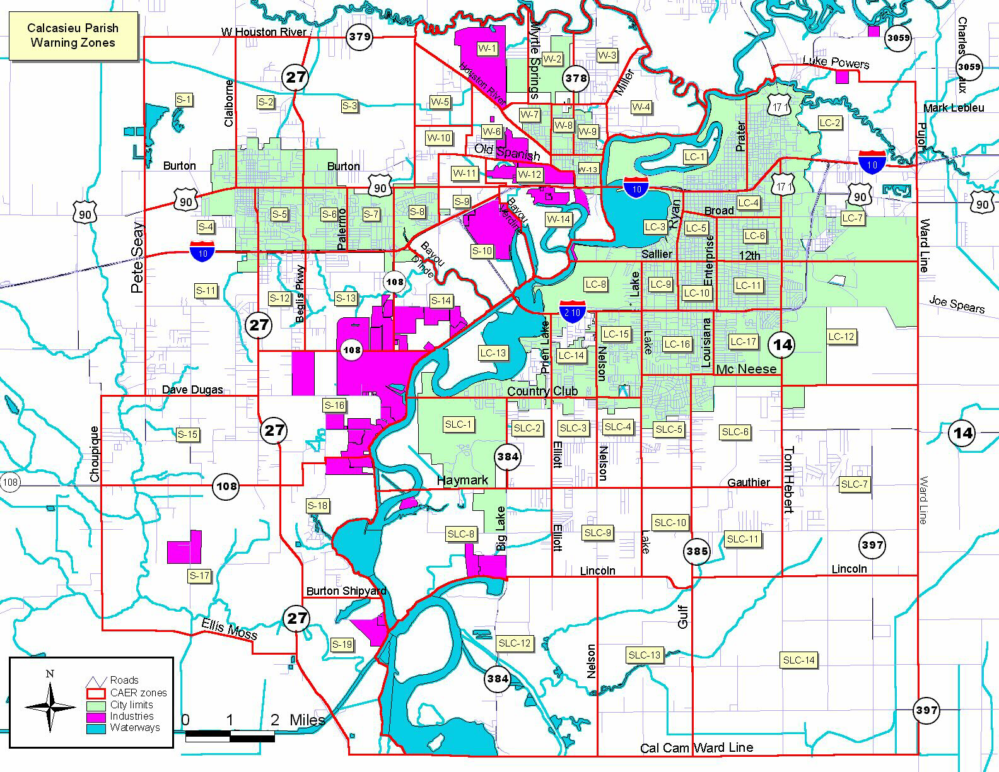 Calcasieu Parish
Warning Zones
W Houston River
379
27
Claiborne
S-1
S-2
S-3
W-1
Houston River
Myrtle Springs
W-2
W-3
378
Miller
W-4
W-5
W-6
W-7
W-8
W-9
W-10
Old Spanish
W-11
W-12
W-13
W-14
3059
3059
Luke Powers
Mark Lebleu
Pujol
171
Prater
LC-1
LC-2
10
10
171
90
90
Burton
Burton
90
90
90
Pete Seay
S-4
S-5
S-6
Palermo
S-7
S-8
S-9
S-10
Bayou
Verdine
Bayou
D'Inde
10
Ryan
Broad
LC-3
LC-4
LC-5
LC-6
LC-7
Enterprise
Sallier
12th
Ward Line
Joe Spears
S-11
S-12
Beglis Pkwy
S-13
108
S-14
27
108
LC-8
Lake
LC-9
LC-10
LC-11
LC-12
210
LC-13
Prien Lake
LC-14
LC-15
Nelson
Lake
LC-16
Louisiana
LC-17
14
Mc Neese
Dave Dugas
Country Club
Choupique
S-15
27
S-16
108
108
S-17
S-18
SLC-1
SLC-2
SLC-3
SLC-4
SLC-5
SLC-6
384
Elliott
Nelson
Haymark
Gauthier
Tom Hebert
SLC-7
14
Ward Line
SLC-8
Big Lake
Elliott
SLC-9
Lake
SLC-10
385
SLC-11
397
Lincoln
Lincoln
Burton Shipyard
27
Ellis Moss
S-19
Gulf
SLC-12
384
Nelson
SLC-13
SLC-14
397
Cal Cam Ward Line
N
Roads
CAER zones
City limits
Industries
Waterways
0 1 2 Miles